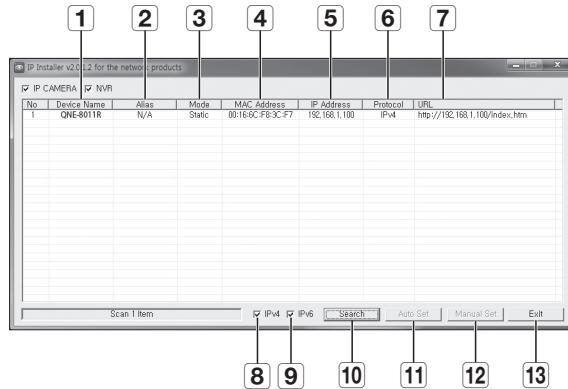 1 2 3 4 5 6 7
IP Installer v2.0.1.2 for the network products
IP CAMERA NVR
No Device Name Alias Mode MAC Address IP Address Protocol URL
1 QNE-8011R N/A Static 00:16:6C:F8:3C:F7 192,168,1,100 IPv4 http://192,168,1,100/index,htm
Scan 1 Item IPv4 IPv6 Search Auto Set Manual Set Exit
8 9 10 11 12 13